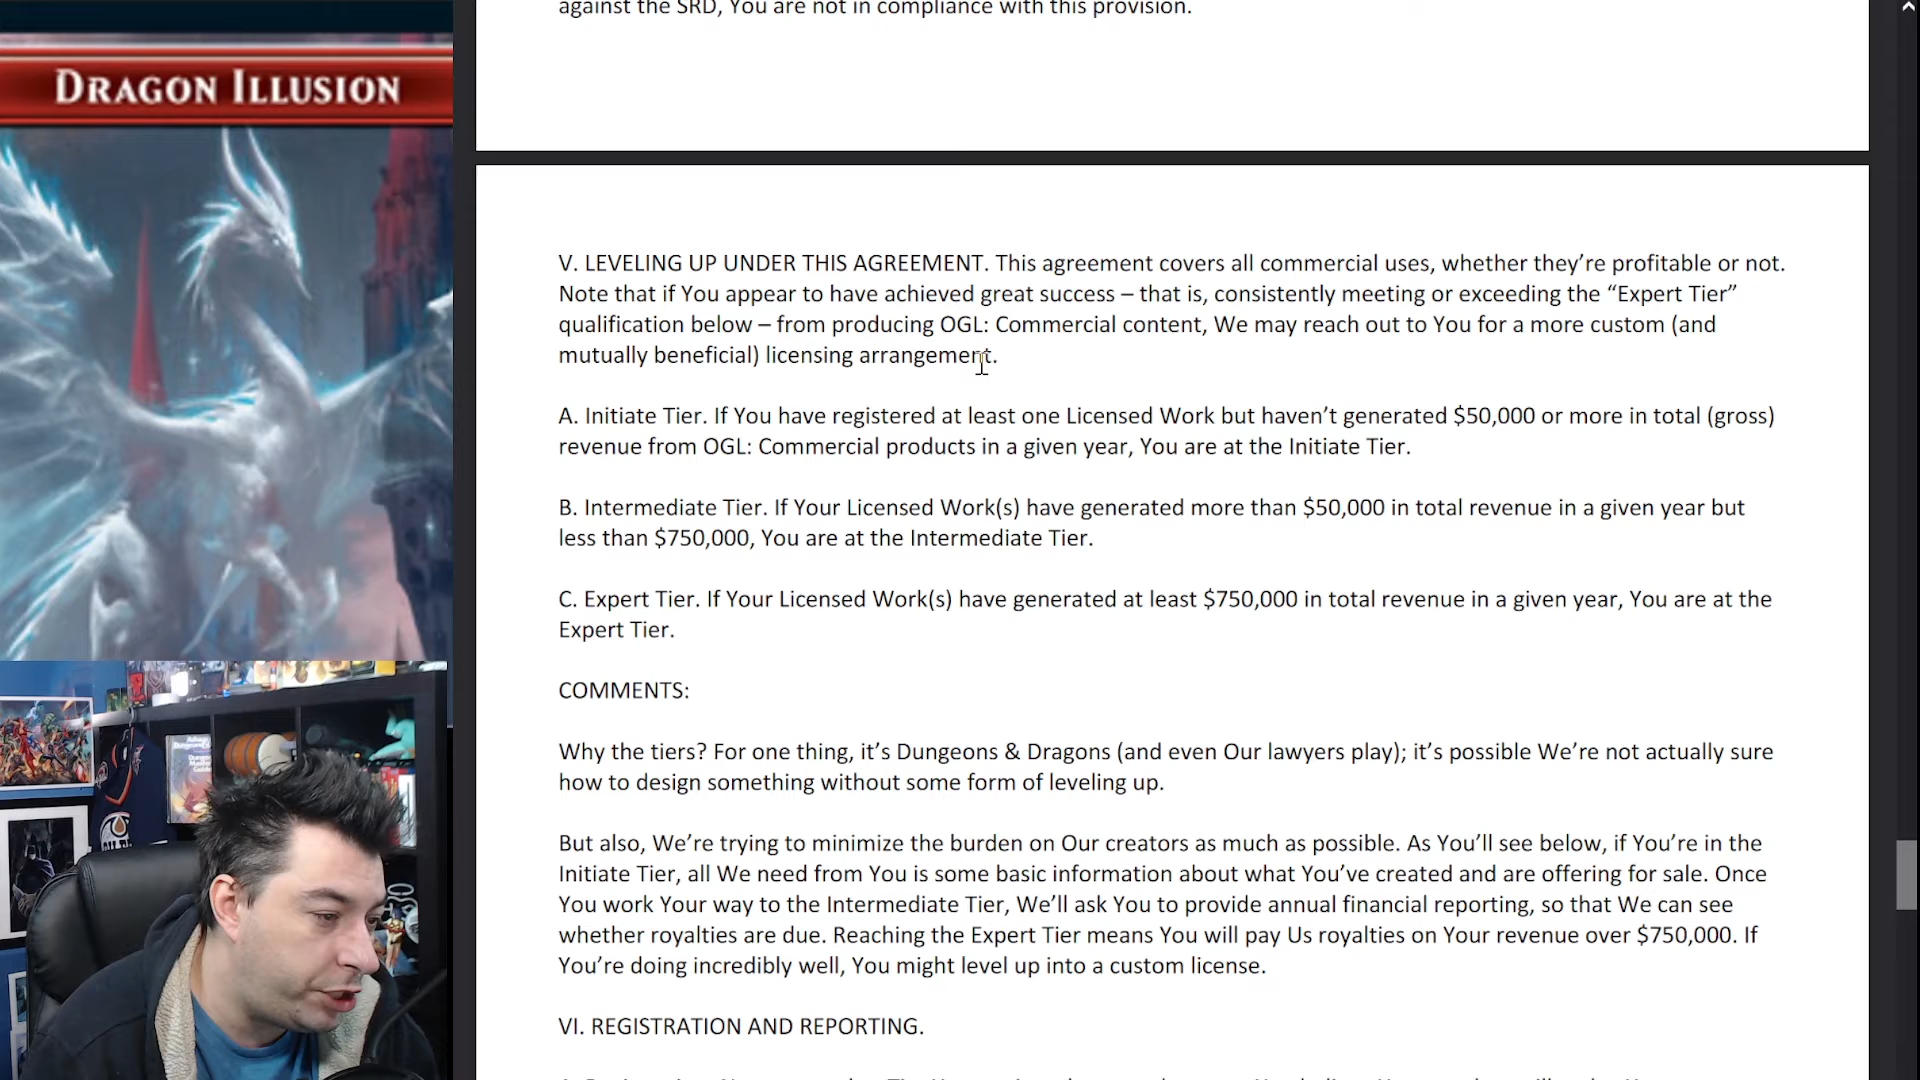 against the SRD, You are not in compliance with this provision.
DRAGON ILLUSION
V. LEVELING UP UNDER THIS AGREEMENT. This agreement covers all commercial uses, whether they’re profitable or not.
Note that if You appear to have achieved great success – that is, consistently meeting or exceeding the “Expert Tier”
qualification below – from producing OGL: Commercial content, We may reach out to You for a more custom (and
mutually beneficial) licensing arrangement.
A. Initiate Tier. If You have registered at least one Licensed Work but haven’t generated $50,000 or more in total (gross)
revenue from OGL: Commercial products in a given year, You are at the Initiate Tier.
B. Intermediate Tier. If Your Licensed Work(s) have generated more than $50,000 in total revenue in a given year but
less than $750,000, You are at the Intermediate Tier.
C. Expert Tier. If Your Licensed Work(s) have generated at least $750,000 in total revenue in a given year, You are at the
Expert Tier.
COMMENTS:
Why the tiers? For one thing, it’s Dungeons & Dragons (and even Our lawyers play); it’s possible We’re not actually sure
how to design something without some form of leveling up.
But also, We’re trying to minimize the burden on Our creators as much as possible. As You’ll see below, if You’re in the
Initiate Tier, all We need from You is some basic information about what You’ve created and are offering for sale. Once
You work Your way to the Intermediate Tier, We’ll ask You to provide annual financial reporting, so that We can see
whether royalties are due. Reaching the Expert Tier means You will pay Us royalties on Your revenue over $750,000. If
You’re doing incredibly well, You might level up into a custom license.
VI. REGISTRATION AND REPORTING.